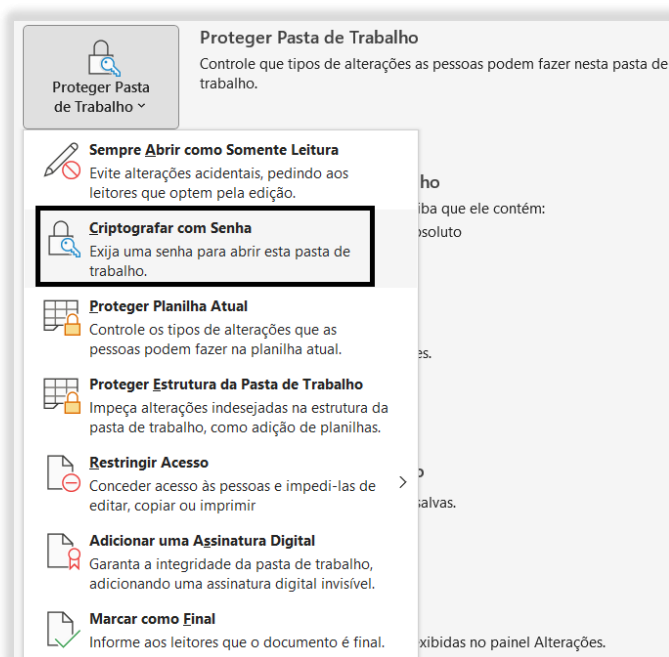 Proteger Pasta de Trabalho
Controle que tipos de alterações as pessoas podem fazer nesta pasta de
trabalho.
Proteger Pasta
de Trabalho
Sempre Abrir como Somente Leitura
Evite alterações acidentais, pedindo aos
leitores que optem pela edição.
Criptografar com Senha
Exija uma senha para abrir esta pasta de
trabalho.
Proteger Planilha Atual
Controle os tipos de alterações que as
pessoas podem fazer na planilha atual.
Proteger Estrutura da Pasta de Trabalho
Impeça alterações indesejadas na estrutura da
pasta de trabalho, como adição de planilhas.
Restringir Acesso
Conceder acesso às pessoas e impedi-las de
editar, copiar ou imprimir
Adicionar uma Assinatura Digital
Garanta a integridade da pasta de trabalho,
adicionando uma assinatura digital invisível.
Marcar como Final
Informe aos leitores que o documento é final.
que ele contém:
no painel Alterações.